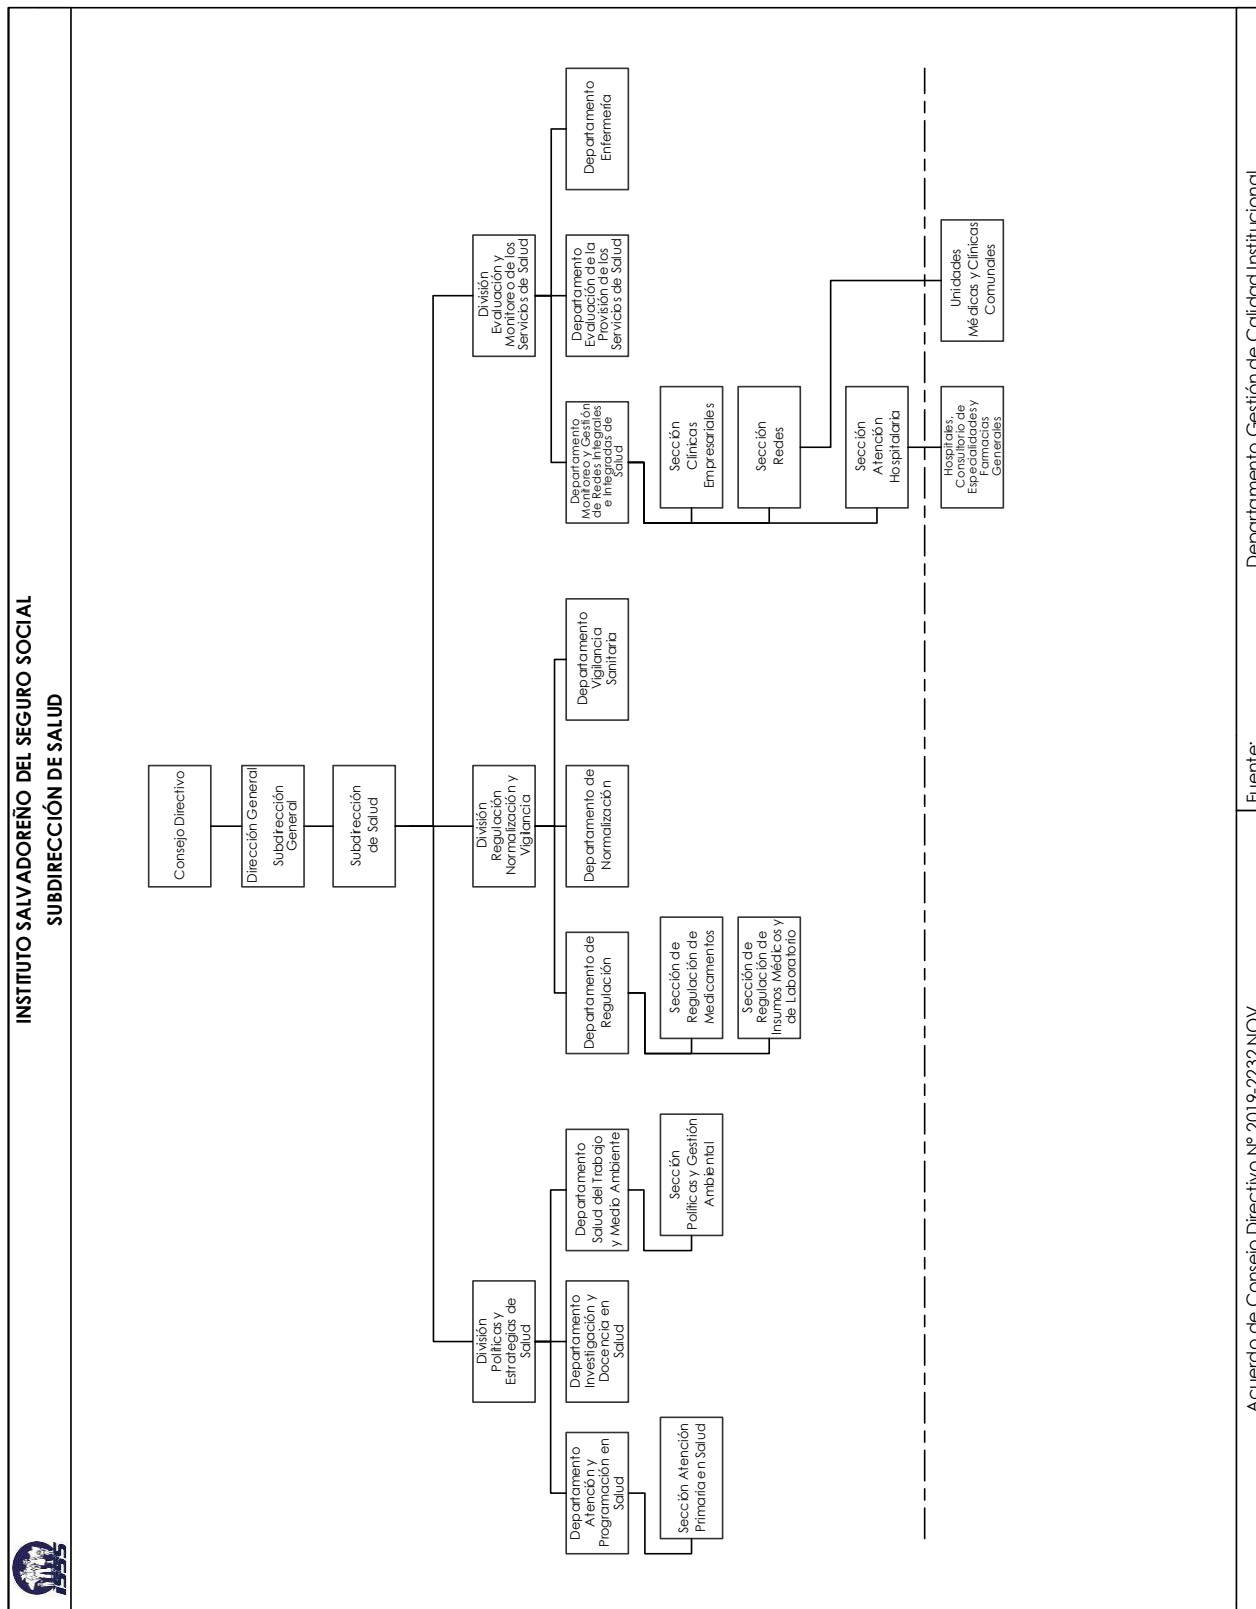 INSTITUTO SALVADOREÑO DEL SEGURO SOCIAL
SUBDIRECCIÓN DE SALUD
ISSS
Consejo Directivo
Dirección General
Subdirección
General
Subdirección
de Salud
División
Políticas y
Estrategias de
Salud
División
Regulación
Normalización y
Vigilancia
División
Evaluación y
Monitoreo de los
Servicios de Salud
Departamento
Atención y
Programación en
Salud
Departamento
Investigación y
Docencia en
Salud
Departamento
Salud del Trabajo
y Medio Ambiente
Departamento de
Regulación
Departamento de
Normalización
Departamento
Vigilancia
Sanitaria
Departamento
Monitoreo y Gestión
de Redes Integrales
e Integradas de
Salud
Departamento
Evaluación de la
Provisión de los
Servicios de Salud
Departamento
Enfermería
Sección Atención
Primaria en Salud
Sección
Políticas y Gestión
Ambiental
Sección de
Regulación de
Medicamentos
Sección
Clínicas
Empresariales
Sección de
Regulación de
Insumos Médicos y
de Laboratorio
Sección
Redes
Sección
Atención
Hospitalaria
Hospitales,
Consultorio de
Especialidades y
Farmacias
Generales
Unidades
Médicas y Clínicas
Comunales
Acuerdo de Consejo Directivo Nº 2019-2232.NOV.
Fuente:
Departamento Gestión de Calidad Institucional